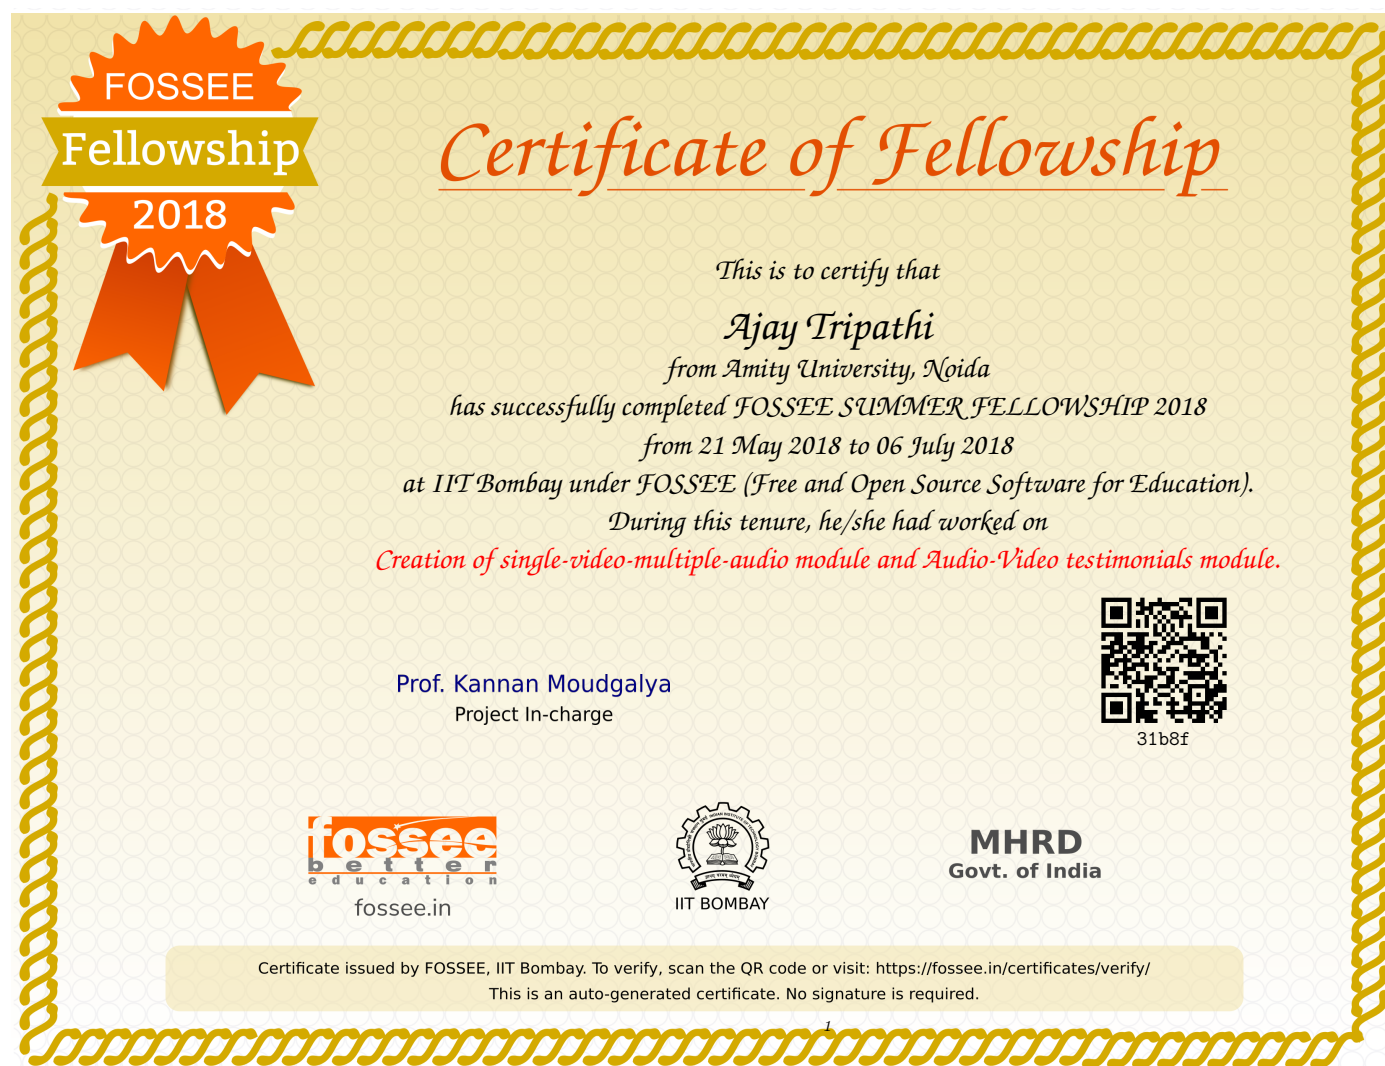 FOSSEE
Fellowship
2018
Certificate of Fellowship
This is to certify that
Ajay Tripathi
from Amity University, Noida
has successfully completed FOSSEE SUMMER FELLOWSHIP 2018
from 21 May 2018 to 06 July 2018
at IIT Bombay under FOSSEE (Free and Open Source Software for Education).
During this tenure, he/she had worked on
Creation of single-video-multiple-audio module and Audio-Video testimonials module.
Prof. Kannan Moudgalya
Project In-charge
31b8f
fossee
better
education
fossee.in
IIT BOMBAY
MHRD
Govt. of India
Certificate issued by FOSSEE, IIT Bombay. To verify, scan the QR code or visit: https://fossee.in/certificates/verify/
This is an auto-generated certificate. No signature is required.
1